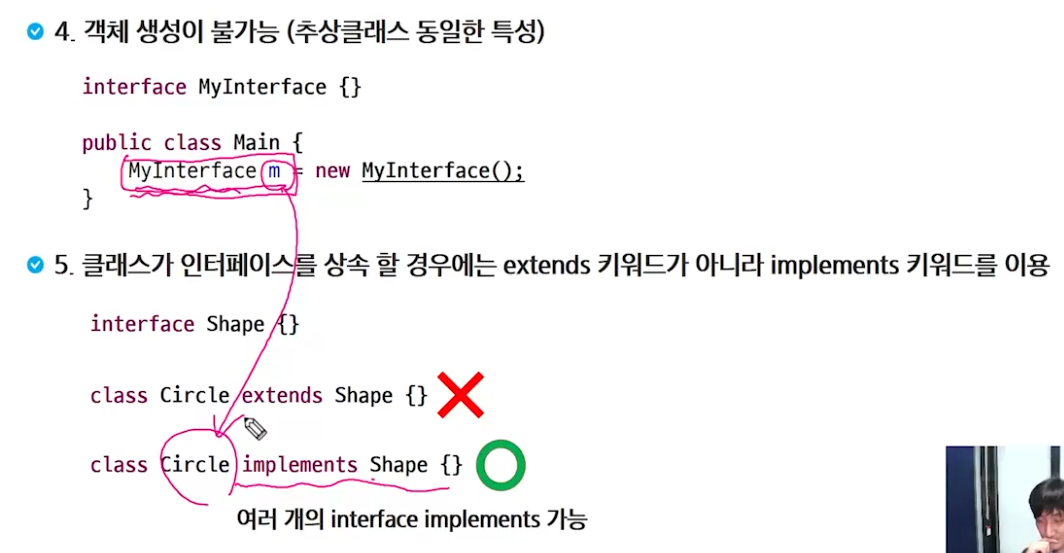 4. 객체 생성이 불가능 (추상클래스 동일한 특성)
interface MyInterface {}
public class Main {
MyInterface m = new MyInterface();
}
5. 클래스가 인터페이스를 상속 할 경우에는 extends 키워드가 아니라 implements 키워드를 이용
interface Shape {}
class Circle extends Shape {}
class Circle implements Shape {}
여러 개의 interface implements 가능